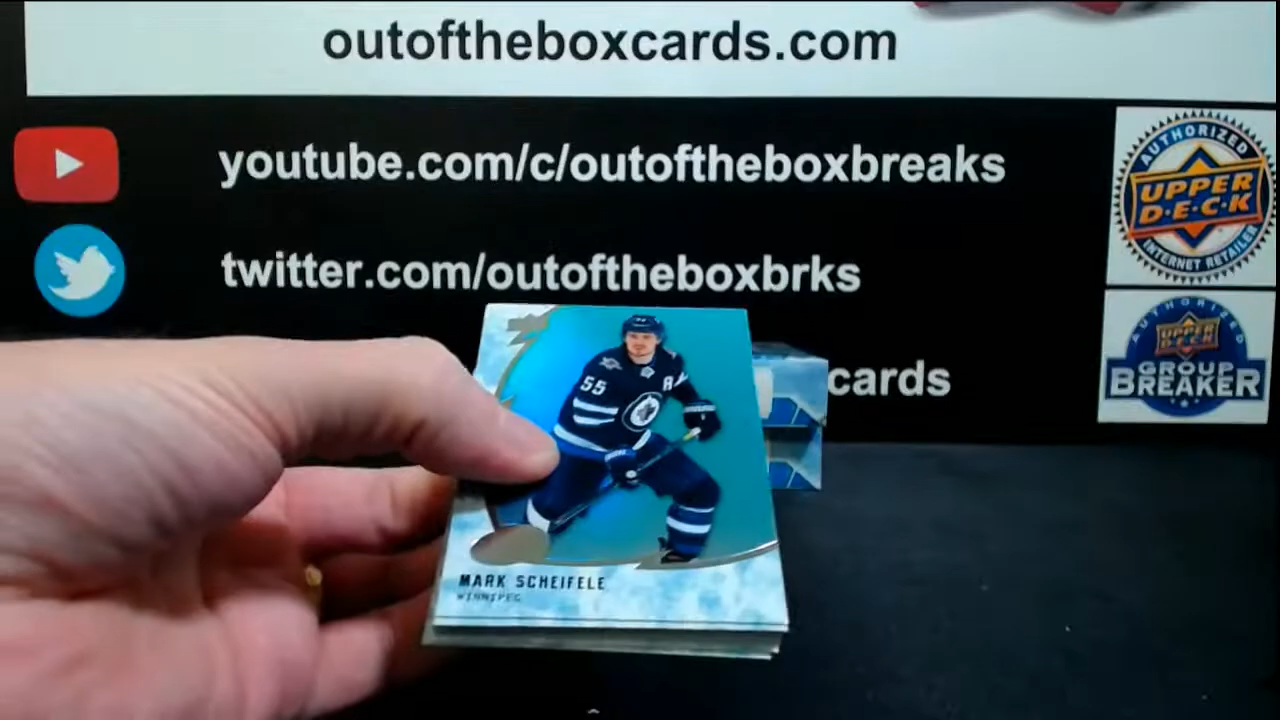 outoftheboxcards.com
youtube.com/c/outoftheboxbreaks
twitter.com/outoftheboxbrks
cards
AUTHORIZED
UPPER
D·E·C·K
INTERNET RETAILER
AUTHORIZED
UPPER
DECK
GROUP
BREAKER
55
A
MARK SCHEIFELE
WINNIPEG